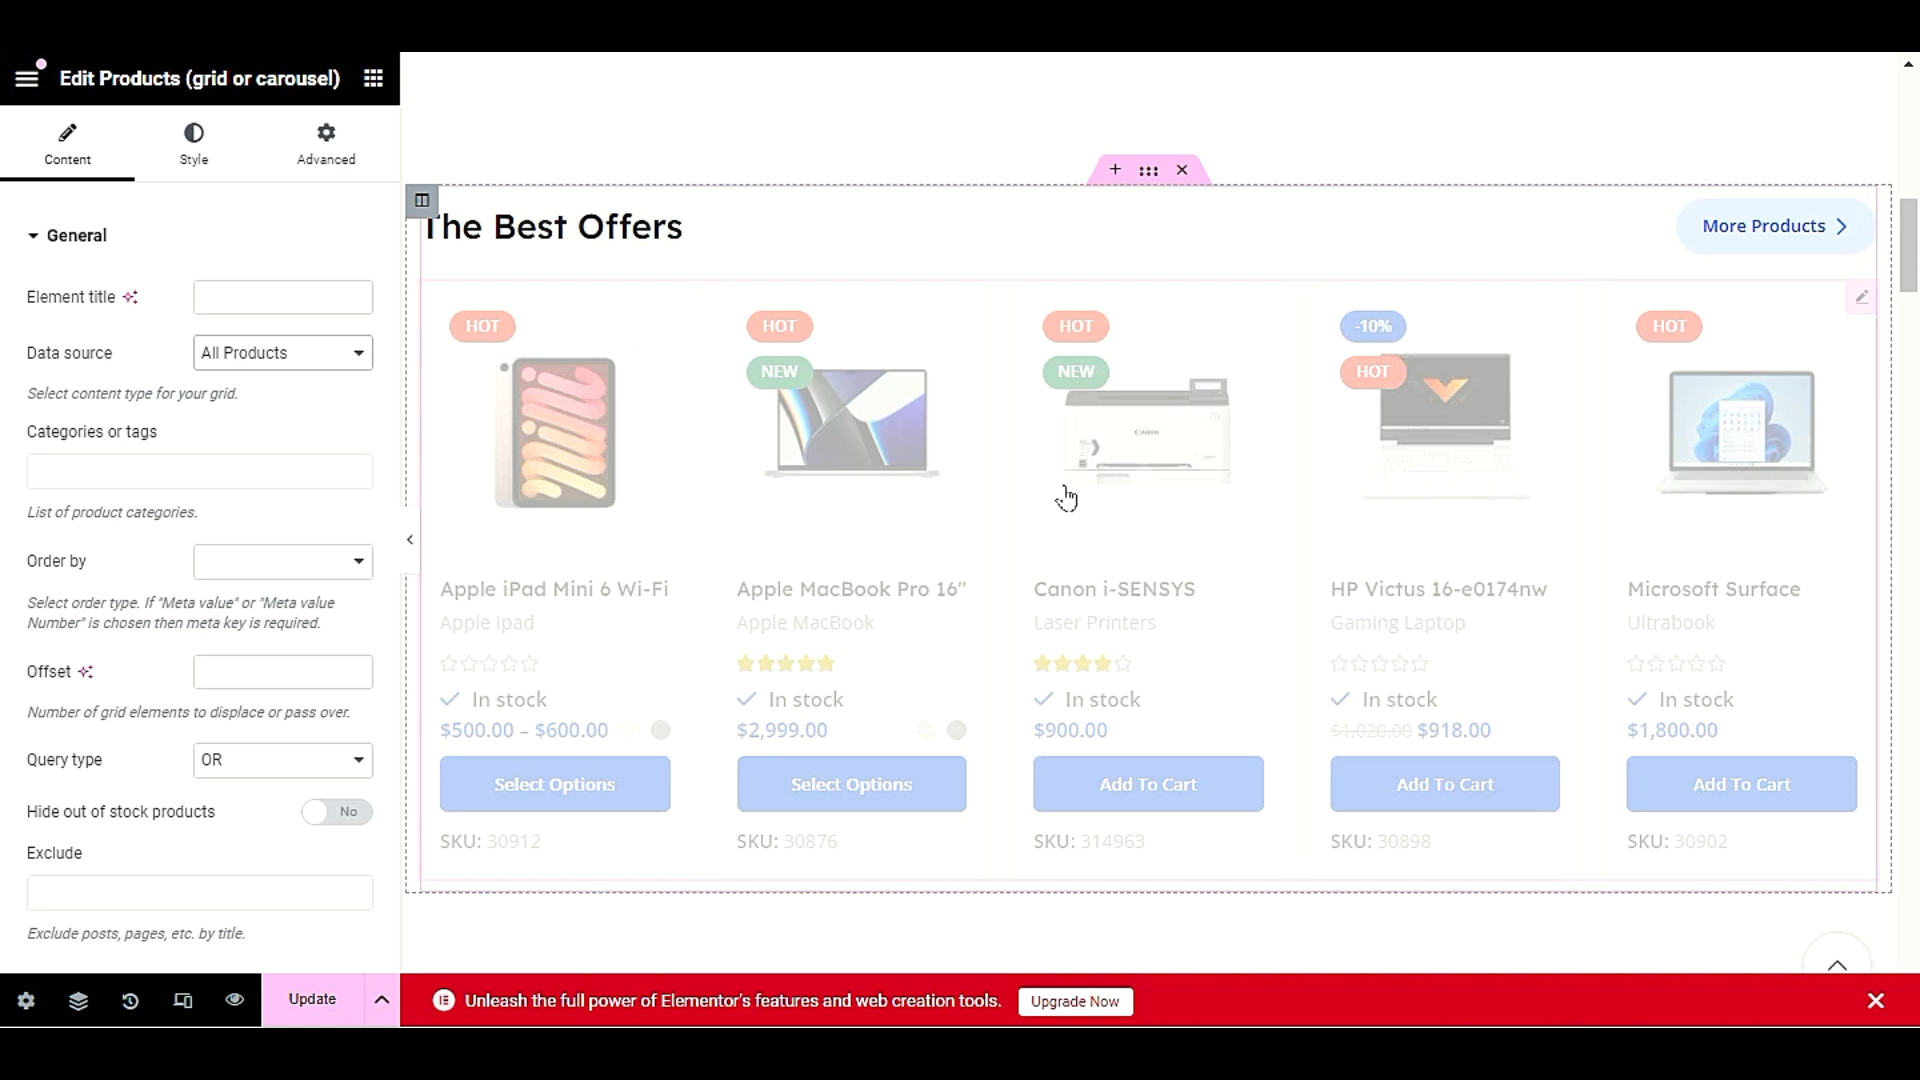 Edit Products (grid or carousel)
Content
Style
Advanced
General
Element title
Data source
All Products
Select content type for your grid.
Categories or tags
List of product categories.
Order by
Select order type. If "Meta value" or "Meta value
Number" is chosen then meta key is required.
Offset
Number of grid elements to displace or pass over.
Query type
OR
Hide out of stock products
No
Exclude
Exclude posts, pages, etc. by title.
Update
The Best Offers
More Products
HOT
HOT
NEW
HOT
NEW
Canon
-10%
HOT
HOT
Apple iPad Mini 6 Wi-Fi
Apple Ipad
In stock
$500.00 – $600.00
Select Options
SKU: 30912
Apple MacBook Pro 16″
Apple MacBook
In stock
$2,999.00
Select Options
SKU: 30876
Canon i-SENSYS
Laser Printers
In stock
$900.00
Add To Cart
SKU: 314963
HP Victus 16-e0174nw
Gaming Laptop
In stock
$1,020.00 $918.00
Add To Cart
SKU: 30898
Microsoft Surface
Ultrabook
In stock
$1,800.00
Add To Cart
SKU: 30902
Unleash the full power of Elementor's features and web creation tools.
Upgrade Now